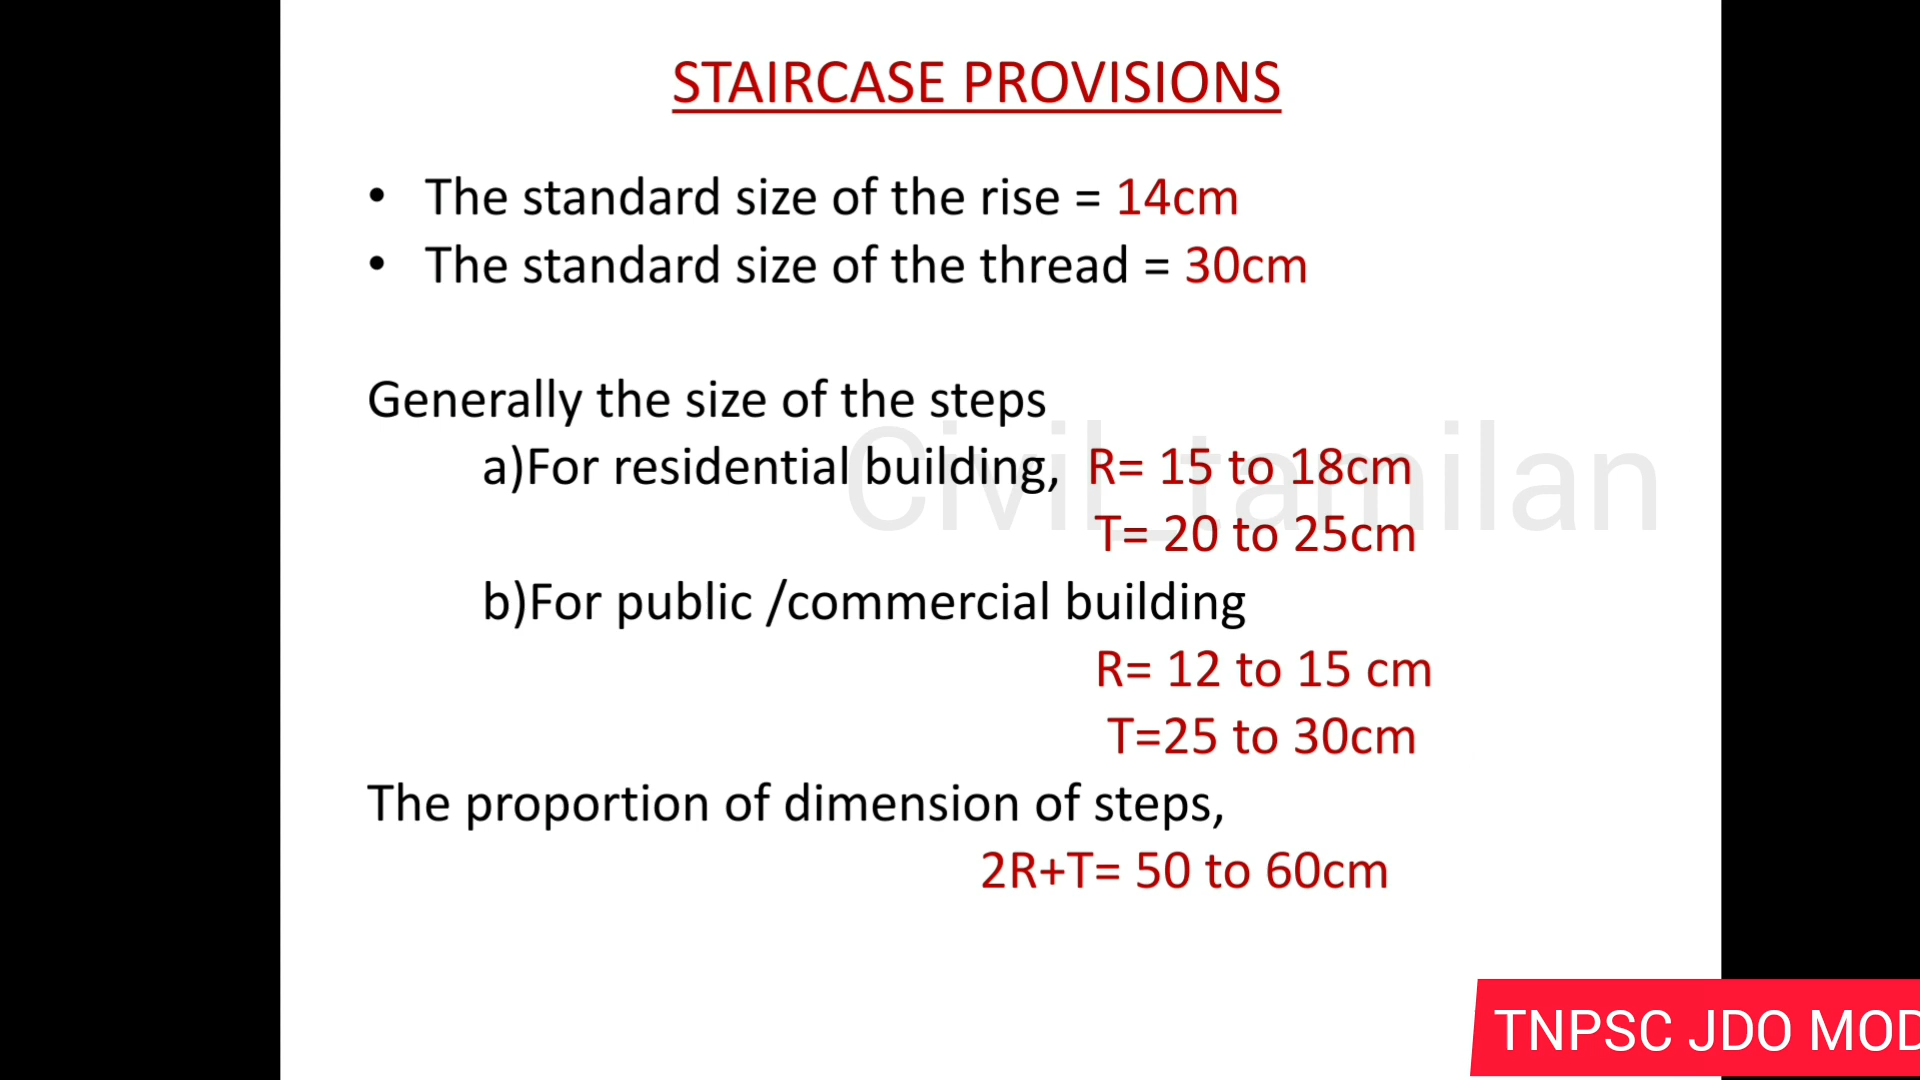 STAIRCASE PROVISIONS
• The standard size of the rise = 14cm
• The standard size of the thread = 30cm
Generally the size of the steps
a)For residential building, R= 15 to 18cm
T= 20 to 25cm
b)For public /commercial building
R= 12 to 15 cm
T=25 to 30cm
The proportion of dimension of steps,
2R+T= 50 to 60cm
Civil_tamilan
TNPSC JDO MOD